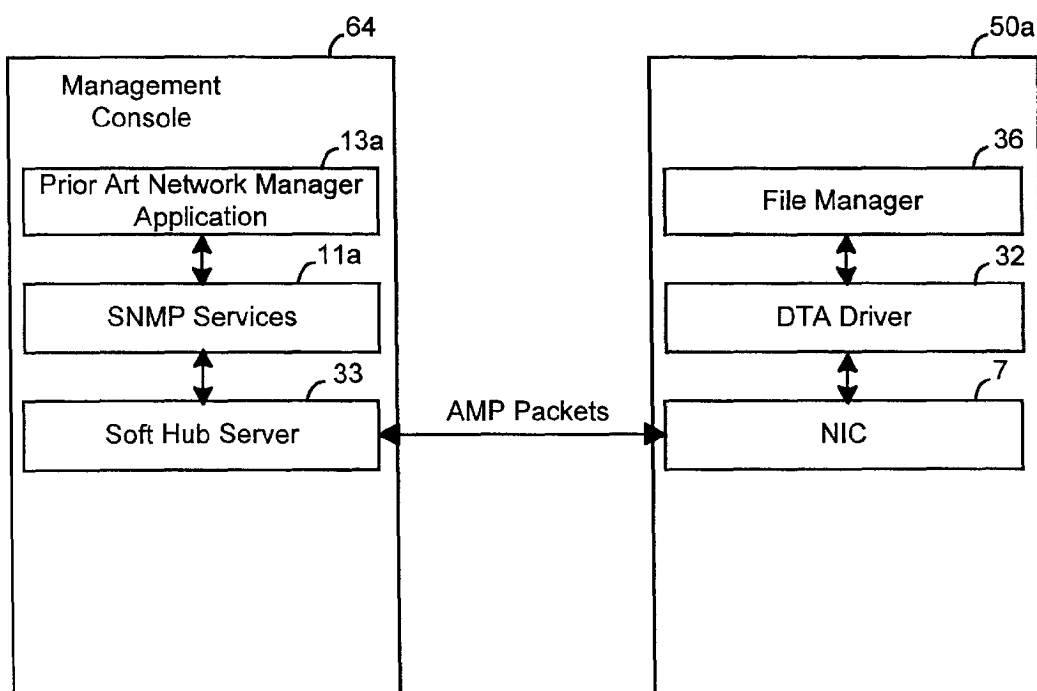 64
Management
Console
13a
Prior Art Network Manager
Application
11a
SNMP Services
33
Soft Hub Server
AMP Packets
50a
36
File Manager
32
DTA Driver
7
NIC